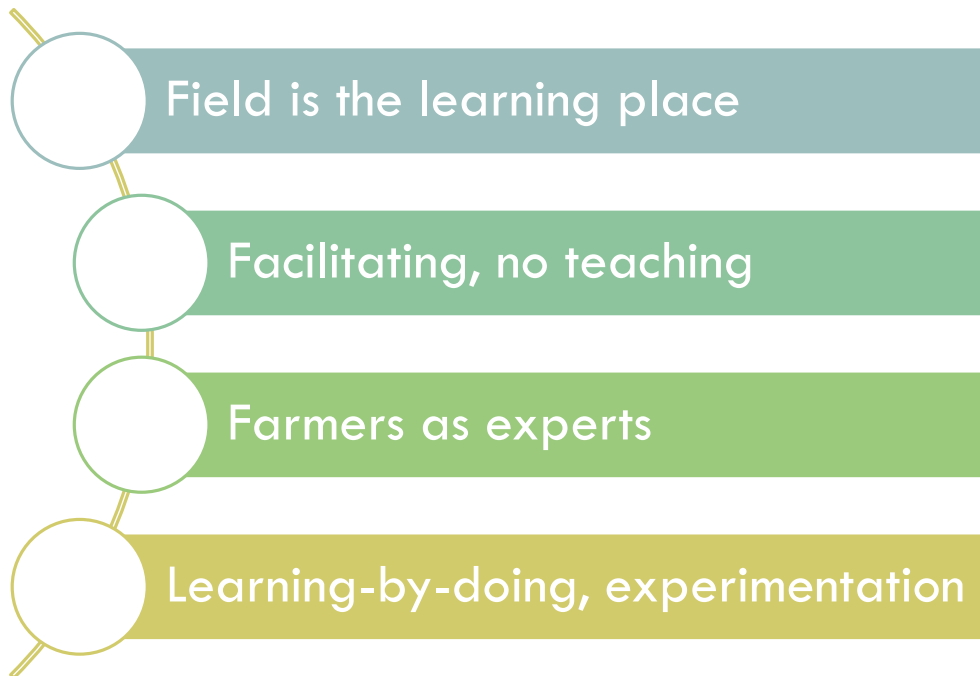 Field is the learning place
Facilitating, no teaching
Farmers as experts
Learning-by-doing, experimentation